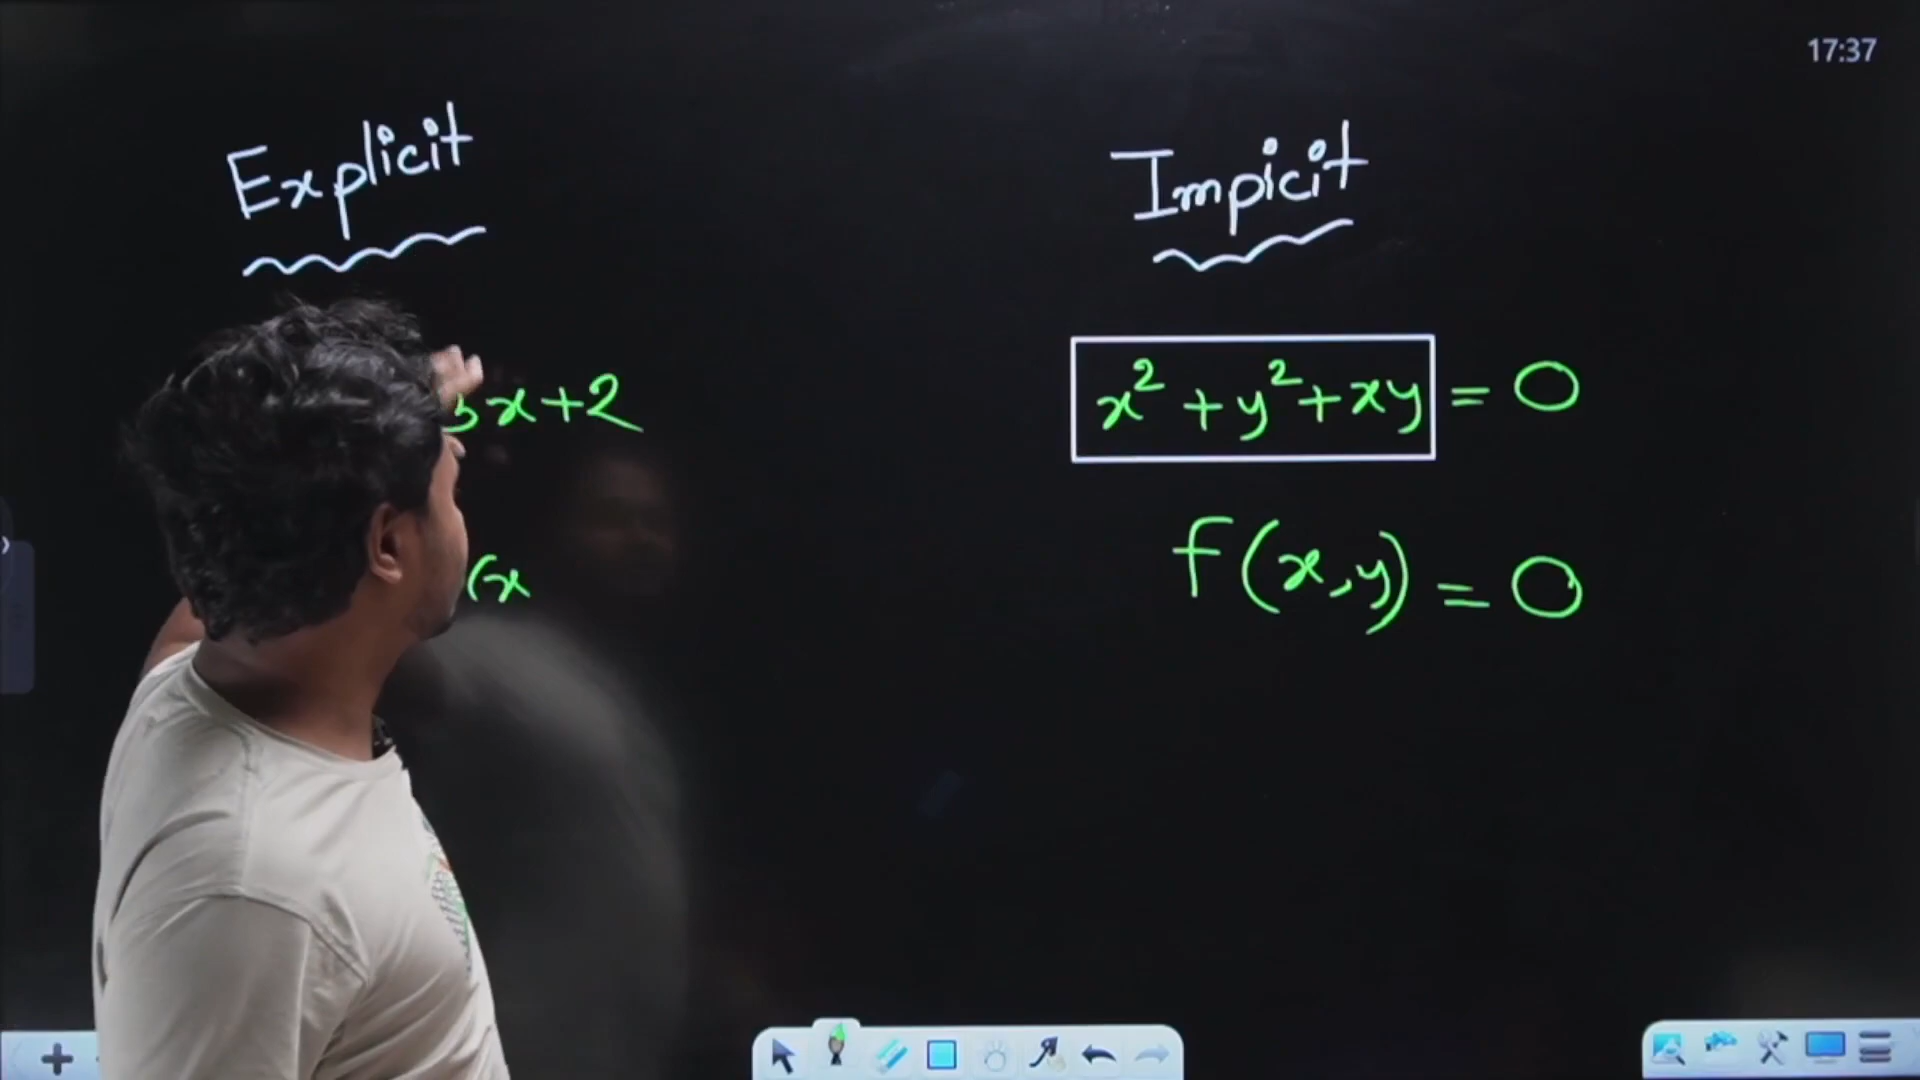 17:37
Explicit
Impicit
3x+2
x² + y² + xy = 0
(x
f(x,y) = 0